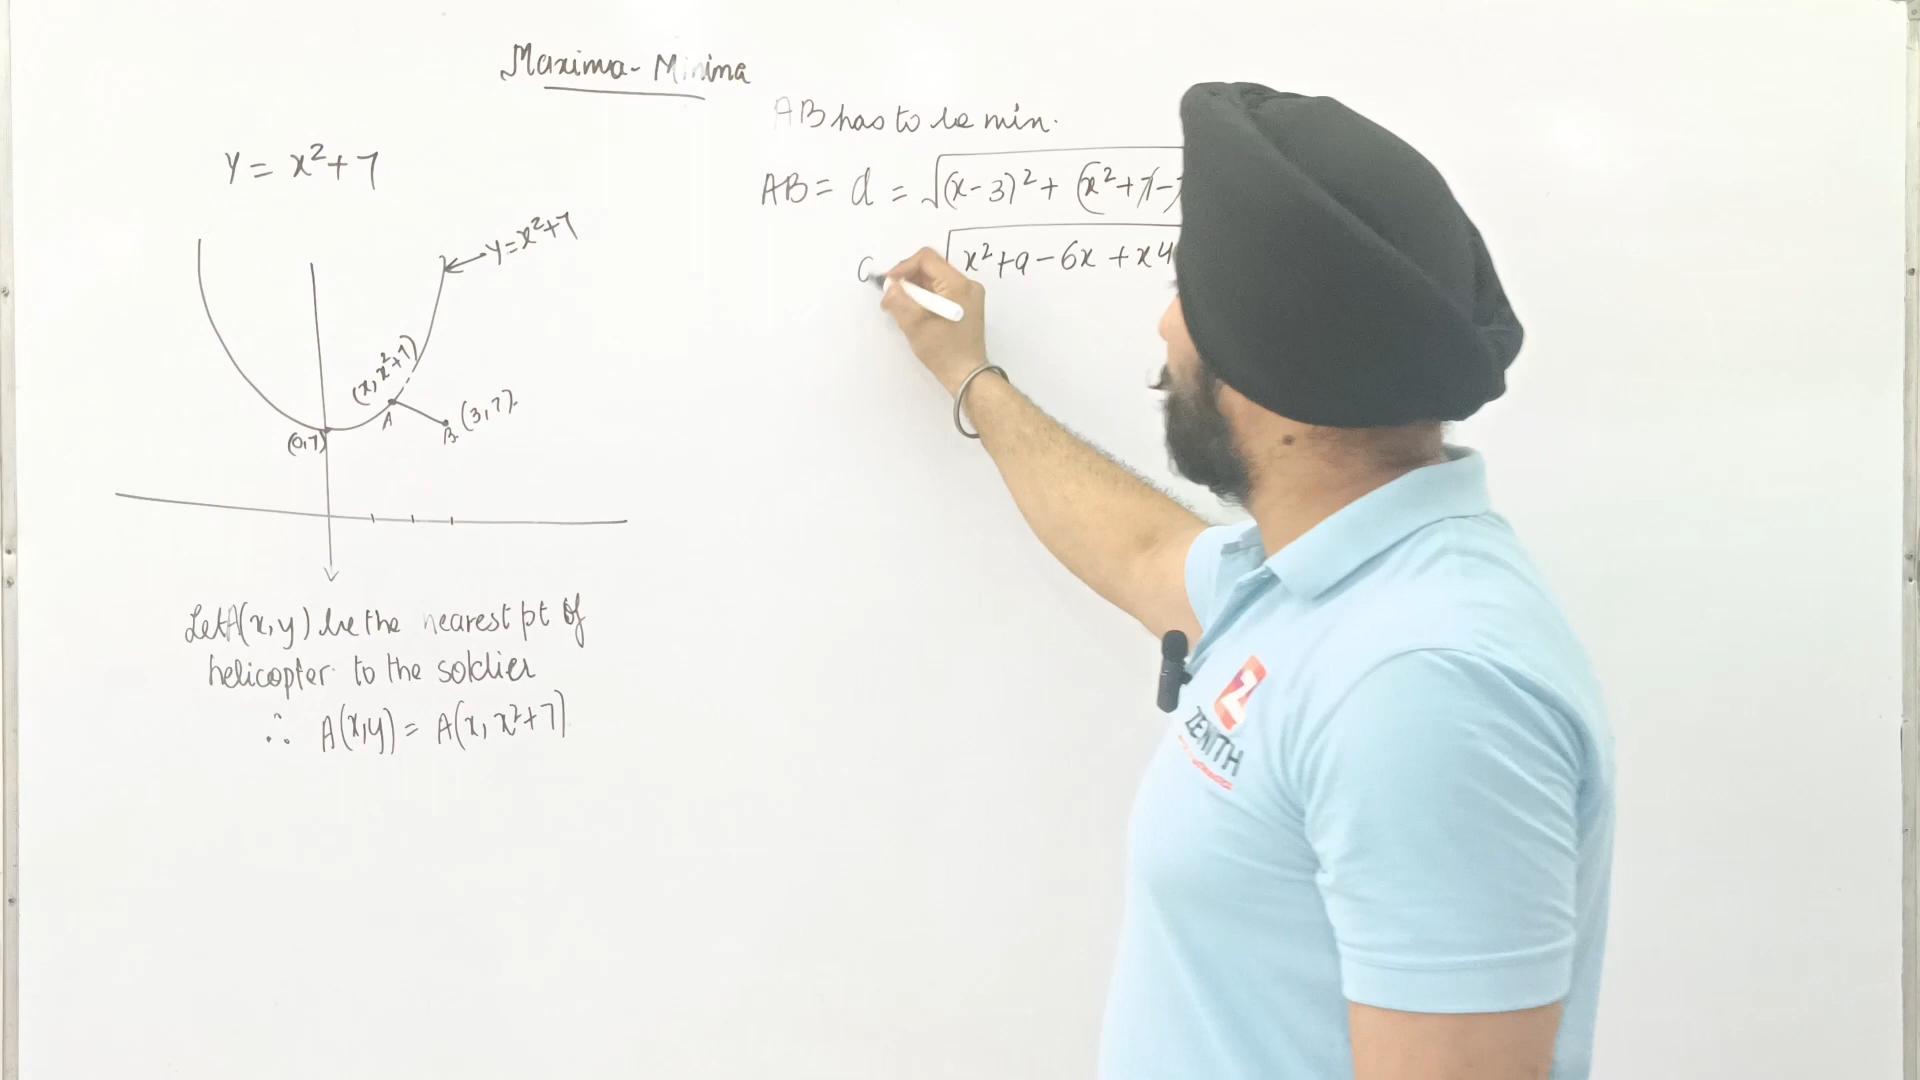 Maxima - Minima
y = x²+7
y=x²+7
(x, x²+7)
A
B (3,7).
(0,7)
Let A(x,y) be the nearest pt of
helicopter to the soldier
∴ A(x,y) = A(x, x²+7)
AB has to be min.
AB = d = √(x-3)²+ (x²+7-7
x²+9-6x+x4
ZENITH